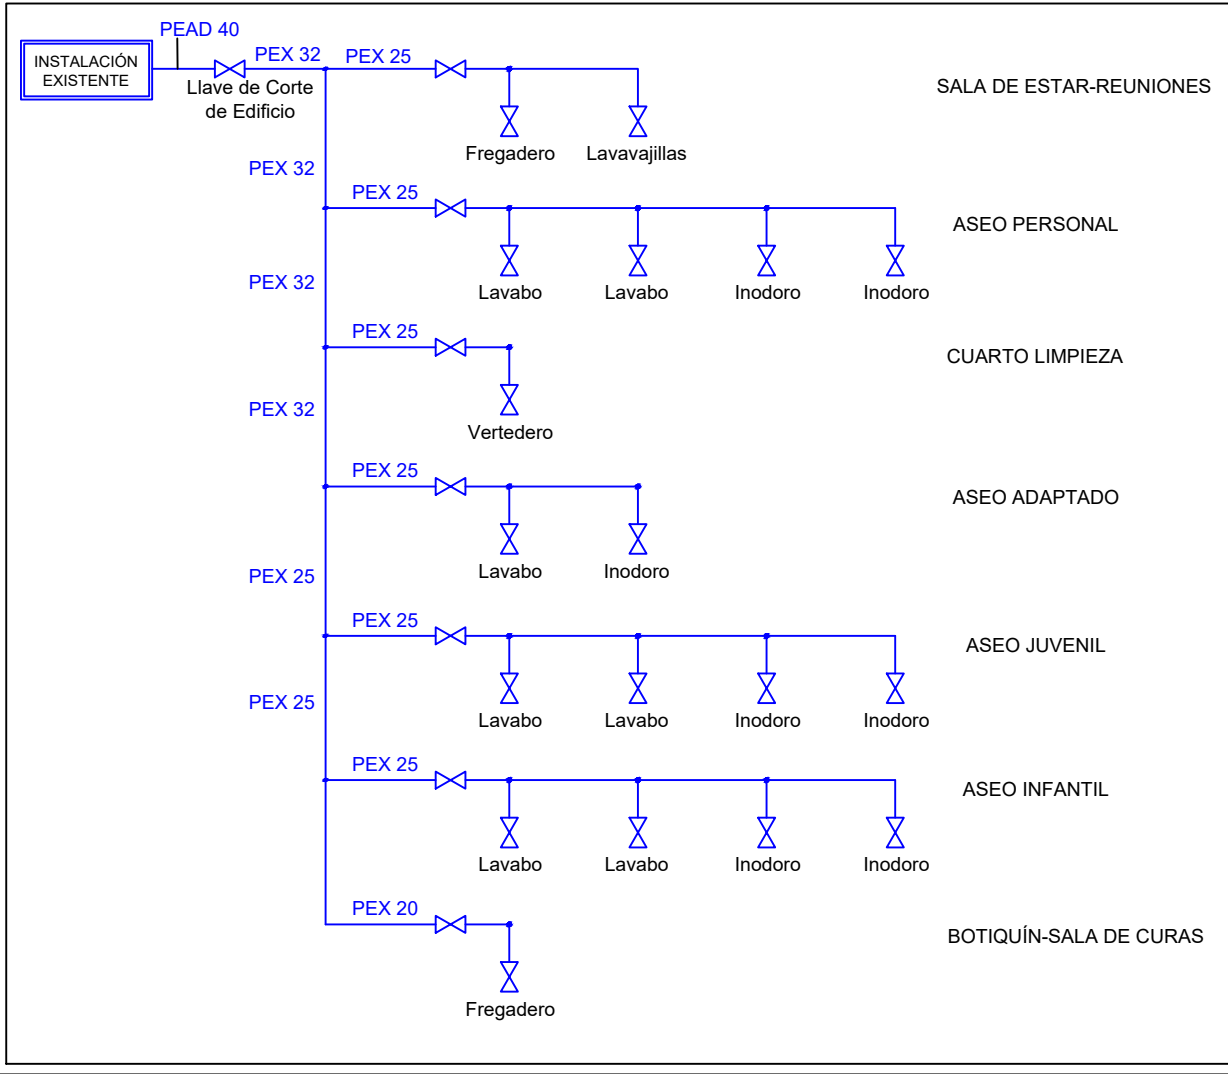 PEAD 40
INSTALACIÓN
EXISTENTE
PEX 32
PEX 25
Llave de Corte
de Edificio
SALA DE ESTAR-REUNIONES
Fregadero
Lavavajillas
PEX 32
PEX 25
ASEO PERSONAL
Lavabo
Lavabo
Inodoro
Inodoro
PEX 32
PEX 25
CUARTO LIMPIEZA
Vertedero
PEX 32
PEX 25
ASEO ADAPTADO
Lavabo
Inodoro
PEX 25
PEX 25
ASEO JUVENIL
Lavabo
Lavabo
Inodoro
Inodoro
PEX 25
PEX 25
ASEO INFANTIL
Lavabo
Lavabo
Inodoro
Inodoro
PEX 20
BOTIQUÍN-SALA DE CURAS
Fregadero